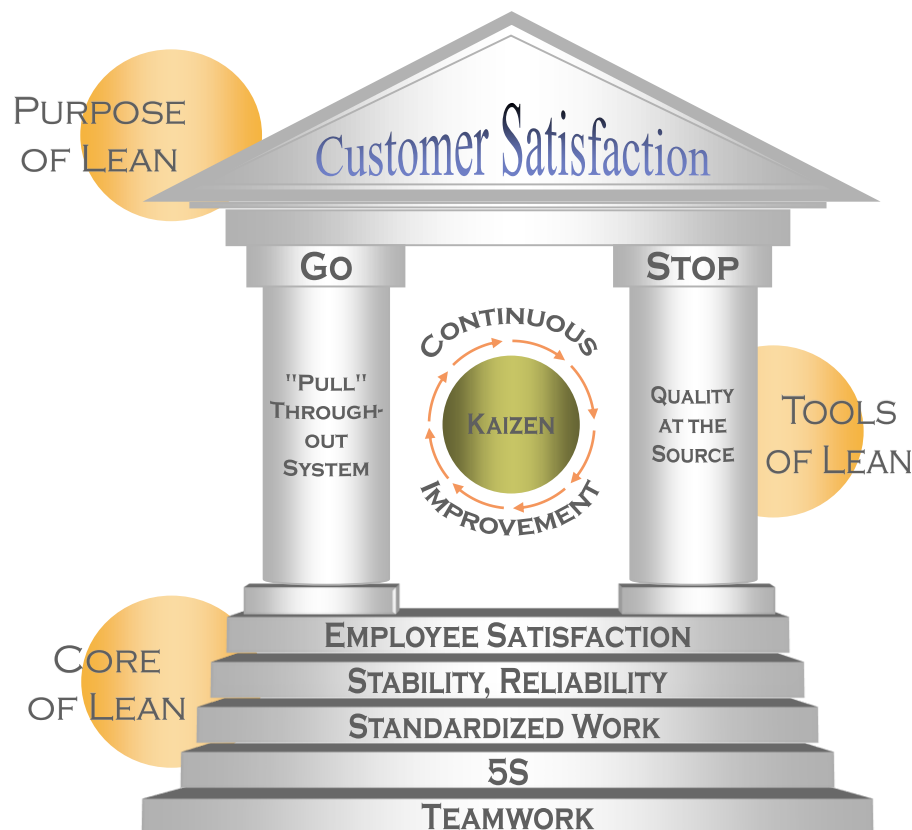 PURPOSE
OF LEAN
Customer Satisfaction
GO
STOP
CONTINUOUS
KAIZEN
IMPROVEMENT
"PULL"
THROUGH-
OUT
SYSTEM
QUALITY
AT THE
SOURCE
TOOLS
OF LEAN
CORE
OF LEAN
EMPLOYEE SATISFACTION
STABILITY, RELIABILITY
STANDARDIZED WORK
5S
TEAMWORK